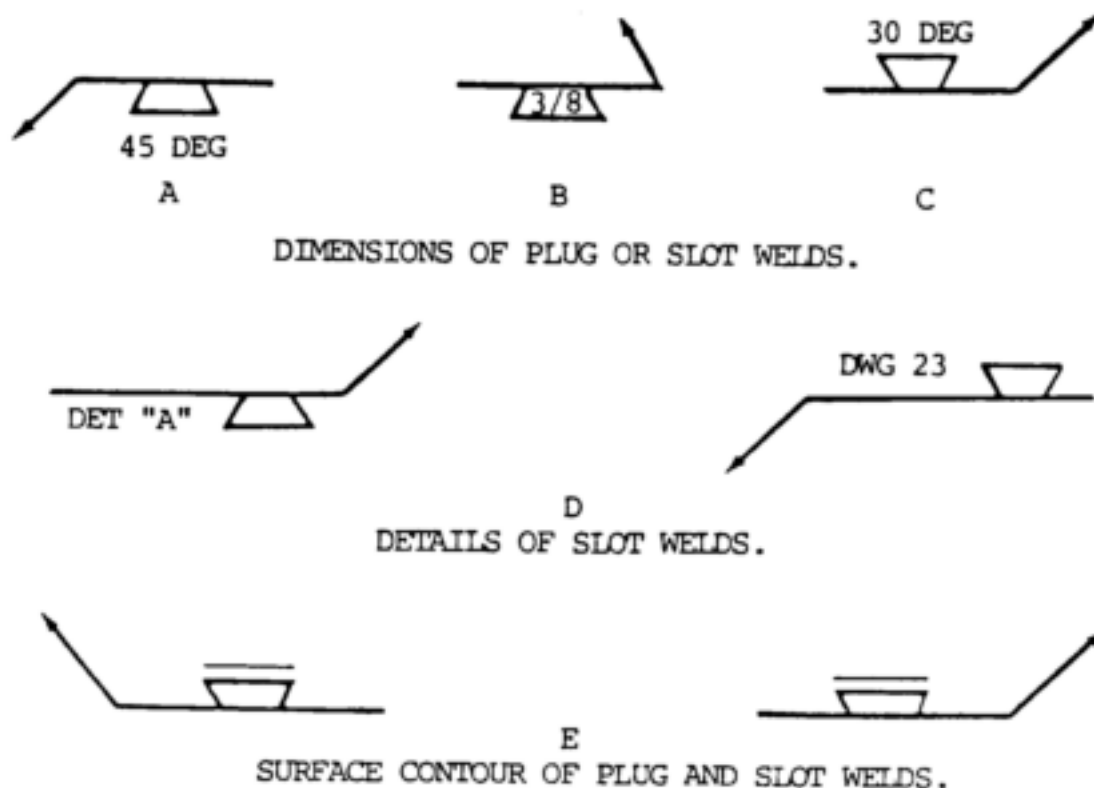 30 DEG
3/8
45 DEG
A B C
DIMENSIONS OF PLUG OR SLOT WELDS.
DWG 23
DET "A"
D
DETAILS OF SLOT WELDS.
E
SURFACE CONTOUR OF PLUG AND SLOT WELDS.